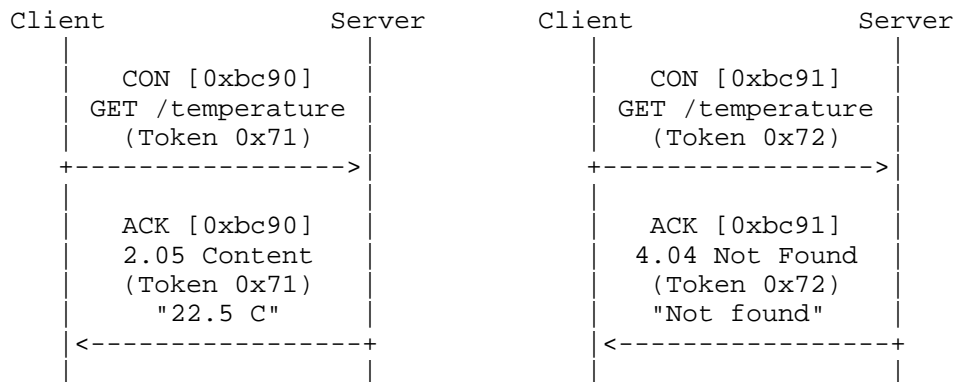 Client Server Client Server
CON [0xbc90] CON [0xbc91]
GET /temperature GET /temperature
(Token 0x71) (Token 0x72)
ACK [0xbc90] ACK [0xbc91]
2.05 Content 4.04 Not Found
(Token 0x71) (Token 0x72)
"22.5 C" "Not found"